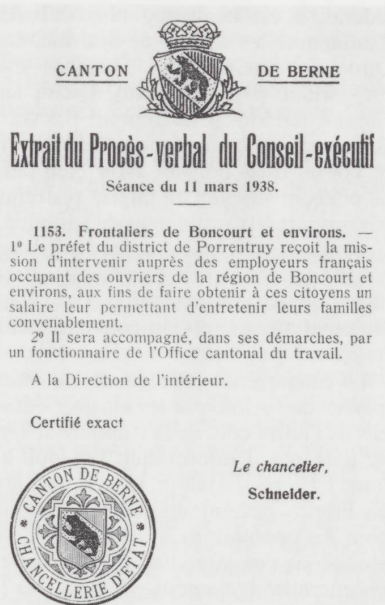 CANTON DE BERNE
Extrait du Procès-verbal du Conseil-exécutif
Séance du 11 mars 1938.
1153. Frontaliers de Boncourt et environs. —
1º Le préfet du district de Porrentruy reçoit la mis-
sion d'intervenir auprès des employeurs français
occupant des ouvriers de la région de Boncourt et
environs, aux fins de faire obtenir à ces citoyens un
salaire leur permettant d'entretenir leurs familles
convenablement.
2º Il sera accompagné, dans ses démarches, par
un fonctionnaire de l'Office cantonal du travail.
A la Direction de l'intérieur.
Certifié exact
Le chancelier,
Schneider.
CANTON DE BERNE
CHANCELLERIE D'ETAT